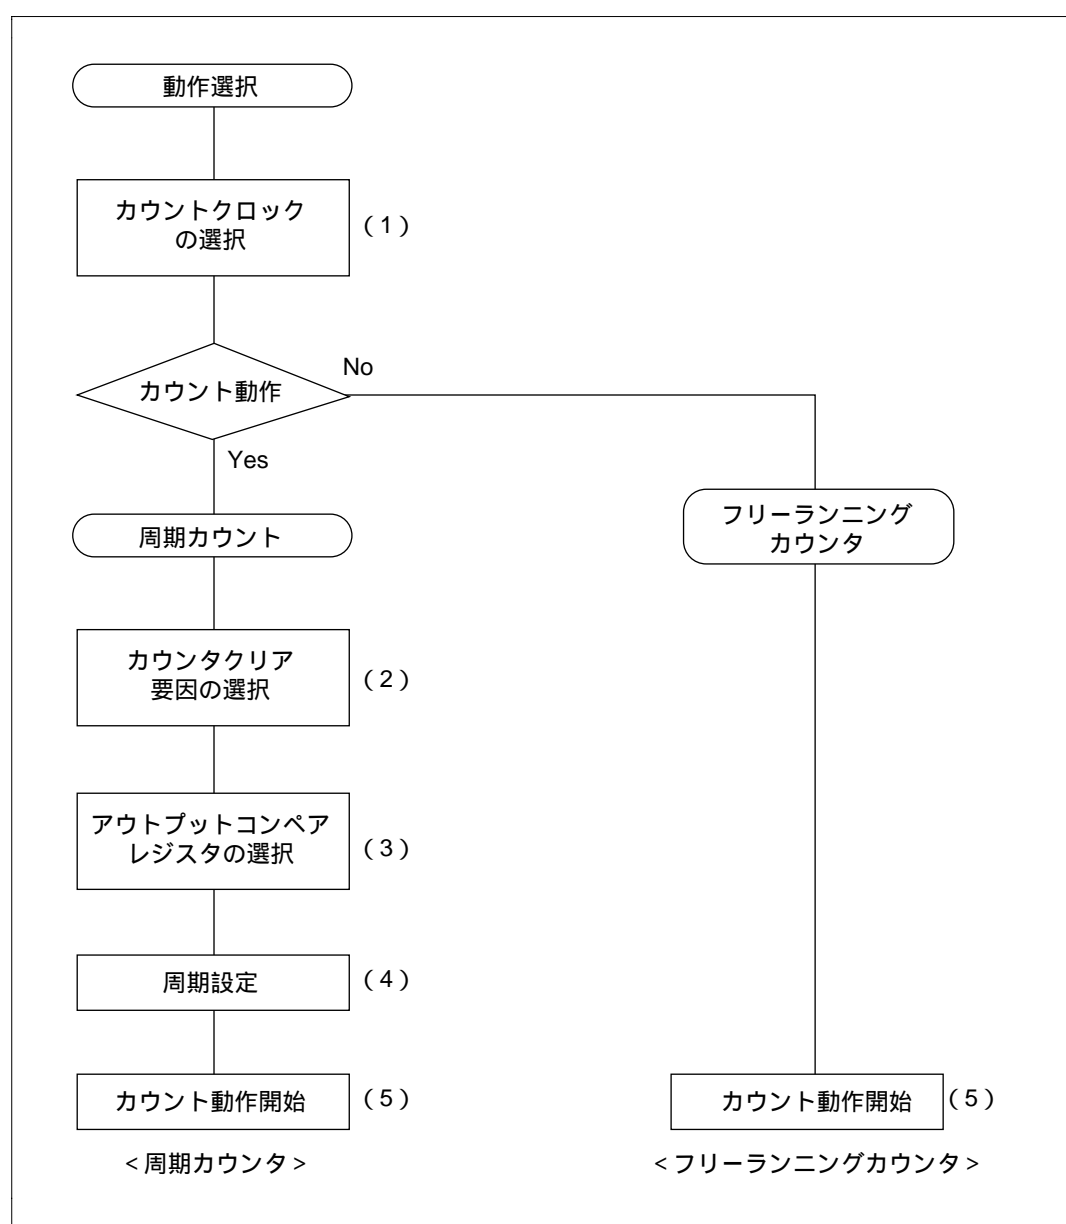 動作選択
カウントクロック
の選択
（1）
カウント動作
No
Yes
周期カウント
フリーランニング
カウンタ
カウンタクリア
要因の選択
（2）
アウトプットコンペア
レジスタの選択
（3）
周期設定
（4）
カウント動作開始
（5）
カウント動作開始
（5）
<周期カウンタ>
<フリーランニングカウンタ>